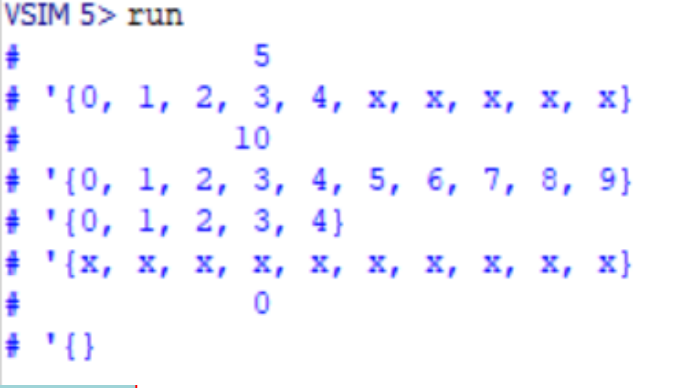 VSIM 5> run
# 5
# '{0, 1, 2, 3, 4, x, x, x, x, x}
# 10
# '{0, 1, 2, 3, 4, 5, 6, 7, 8, 9}
# '{0, 1, 2, 3, 4}
# '{x, x, x, x, x, x, x, x, x, x}
# 0
# '{}